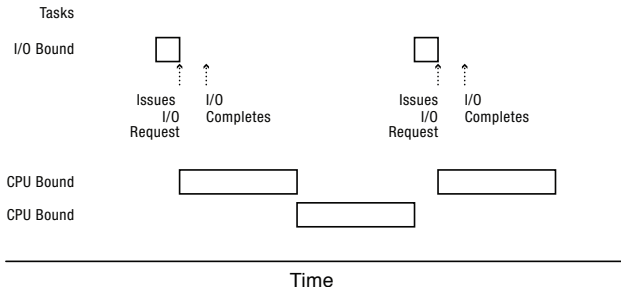 Tasks
I/O Bound
Issues I/O
I/O Completes
Request
Issues I/O
I/O Completes
Request
CPU Bound
CPU Bound
Time